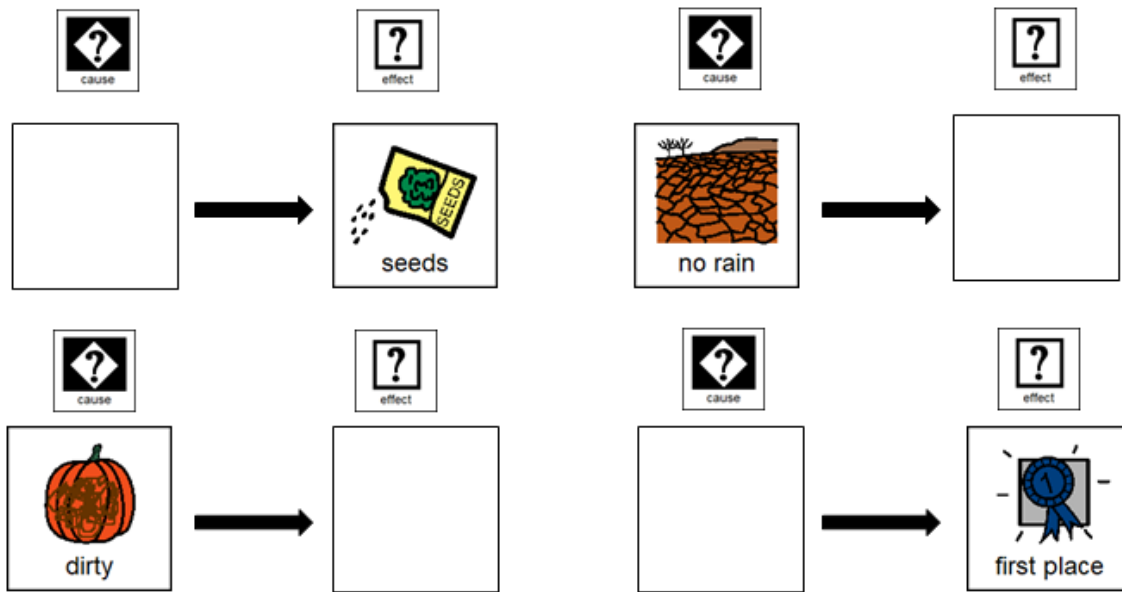 ?
cause
?
effect
?
cause
?
effect
SEEDS
seeds
no rain
?
cause
?
effect
?
cause
?
effect
dirty
1
first place